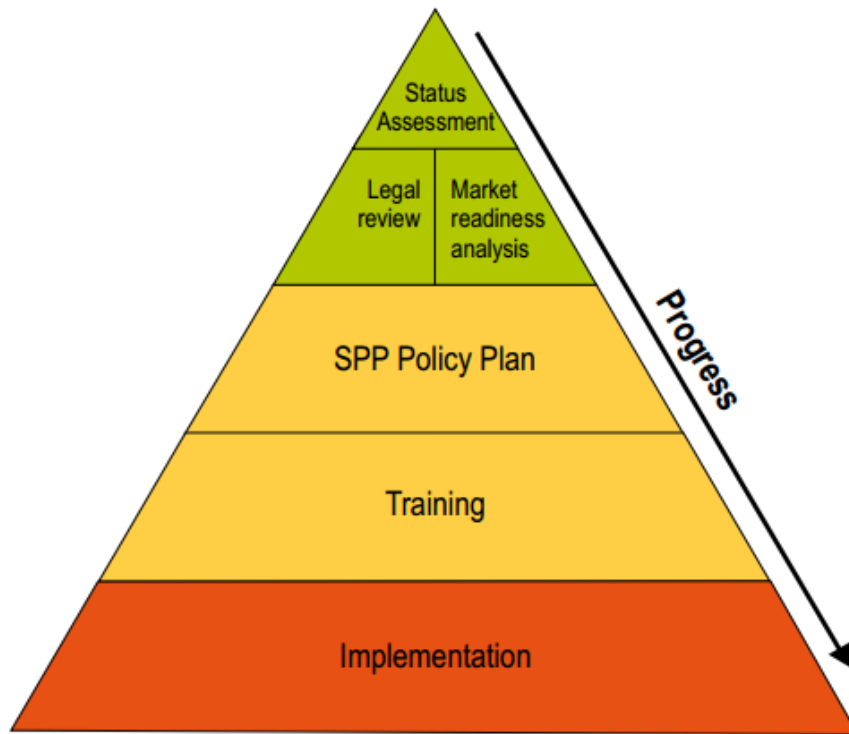 Status
Assessment
Legal
review
Market
readiness
analysis
SPP Policy Plan
Training
Implementation
Progress